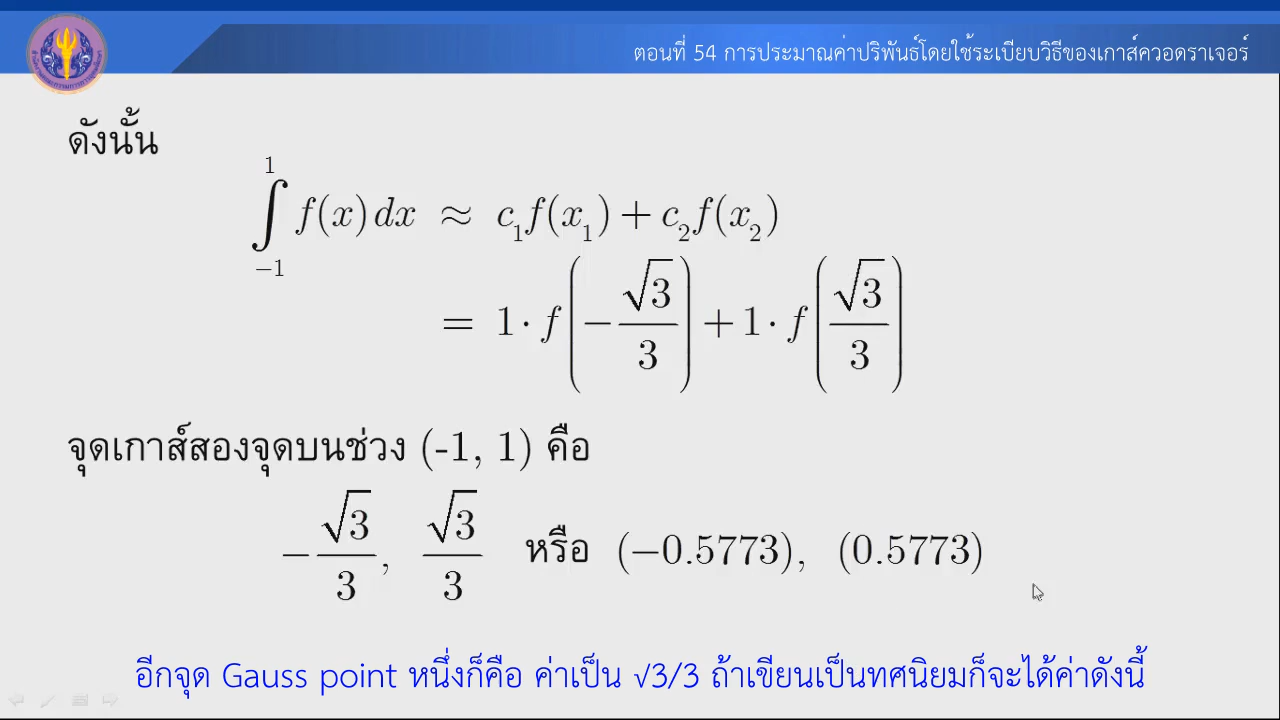 ตอนที่ 54 การประมาณค่าปริพันธ์โดยใช้ระเบียบวิธีของเกาส์ควอดราเจอร์
ดังนั้น
∫₋₁¹ f(x) dx ≈ c₁f(x₁) + c₂f(x₂)
= 1 · f(−√3/3) + 1 · f(√3/3)
จุดเกาส์สองจุดบนช่วง (-1, 1) คือ
−√3/3, √3/3 หรือ (−0.5773), (0.5773)
อีกจุด Gauss point หนึ่งก็คือ ค่าเป็น √3/3 ถ้าเขียนเป็นทศนิยมก็จะได้ค่าดังนี้